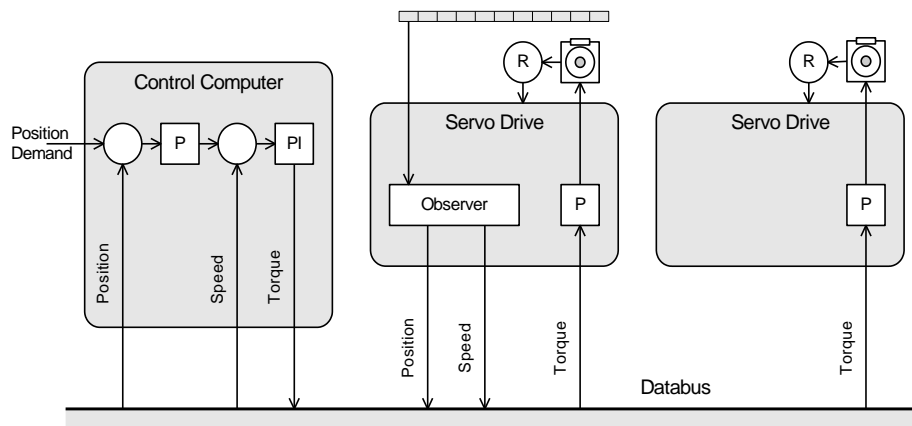 Control Computer
Position
Demand
P
PI
Position
Speed
Torque
R
Servo Drive
Observer
P
Position
Speed
Torque
R
Servo Drive
P
Torque
Databus